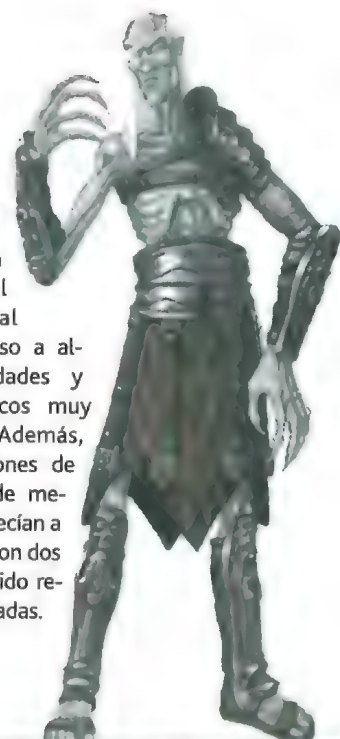 l
al
so a al-
dades y
cos muy
Además,
ones de
de me-
ecían a
on dos
ido re-
adas.